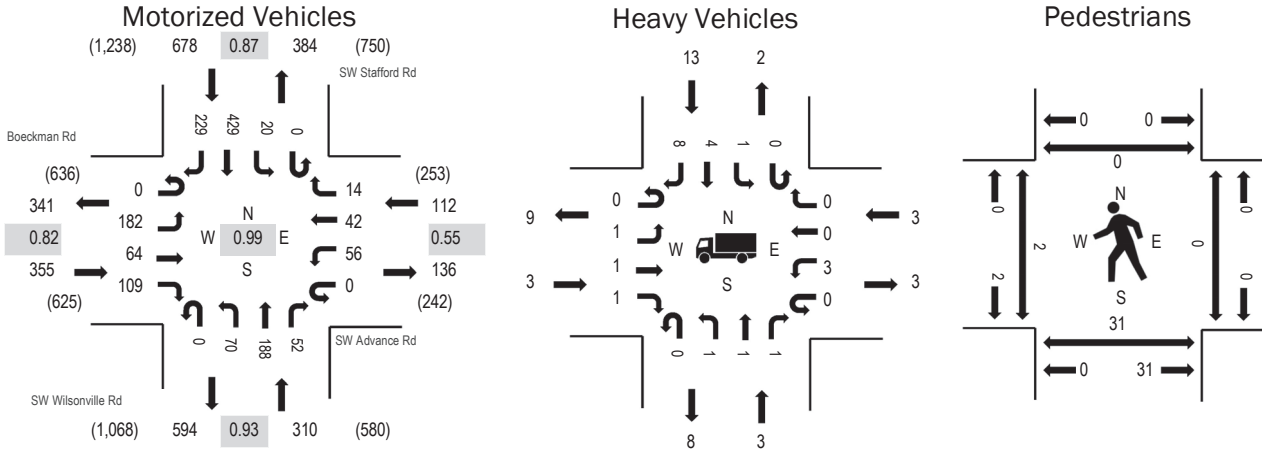 Motorized Vehicles
(1,238) 678 0.87 384 (750)
SW Stafford Rd
229 429 20 0
Boeckman Rd
(636) 0 14 (253)
341 182 42 112
0.82 W N 0.99 E S 0.55
355 64 56 136
(625) 109 0 (242)
0 70 188 52
SW Advance Rd
SW Wilsonville Rd
(1,068) 594 0.93 310 (580)
Heavy Vehicles
13 2
8 4 1 0
0 0
9 1 0 3
W N E S
3 1 3 3
1 0
0 1 1 1
8 3
Pedestrians
0 0
0
0 N 0
2 W E 0
2 S 0
31
0 31